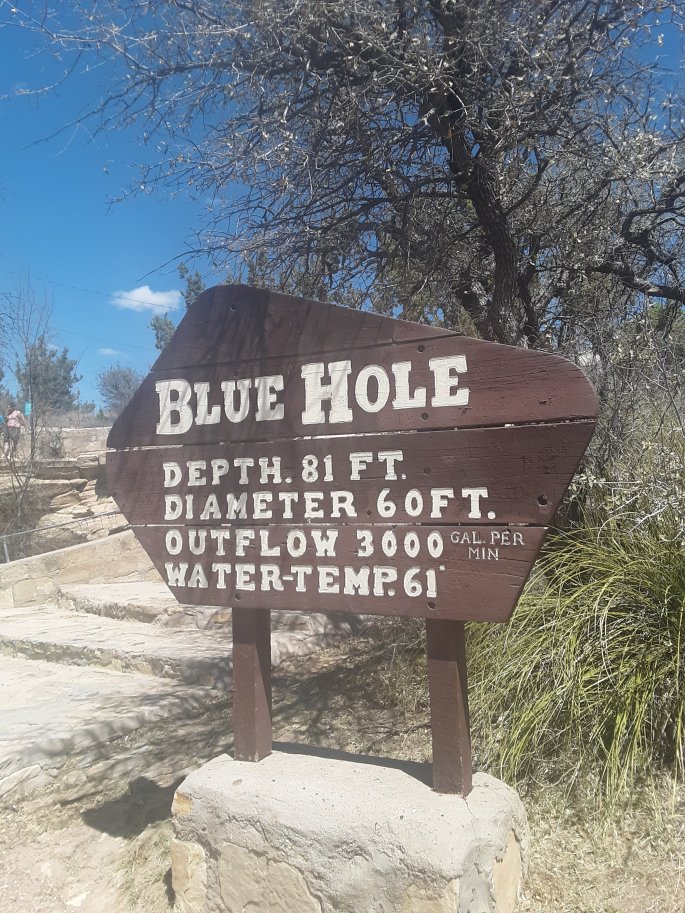 BLUE HOLE
DEPTH. 81 FT.
DIAMETER 60FT.
OUTFLOW 3000 GAL. PER MIN
WATER-TEMP. 61°